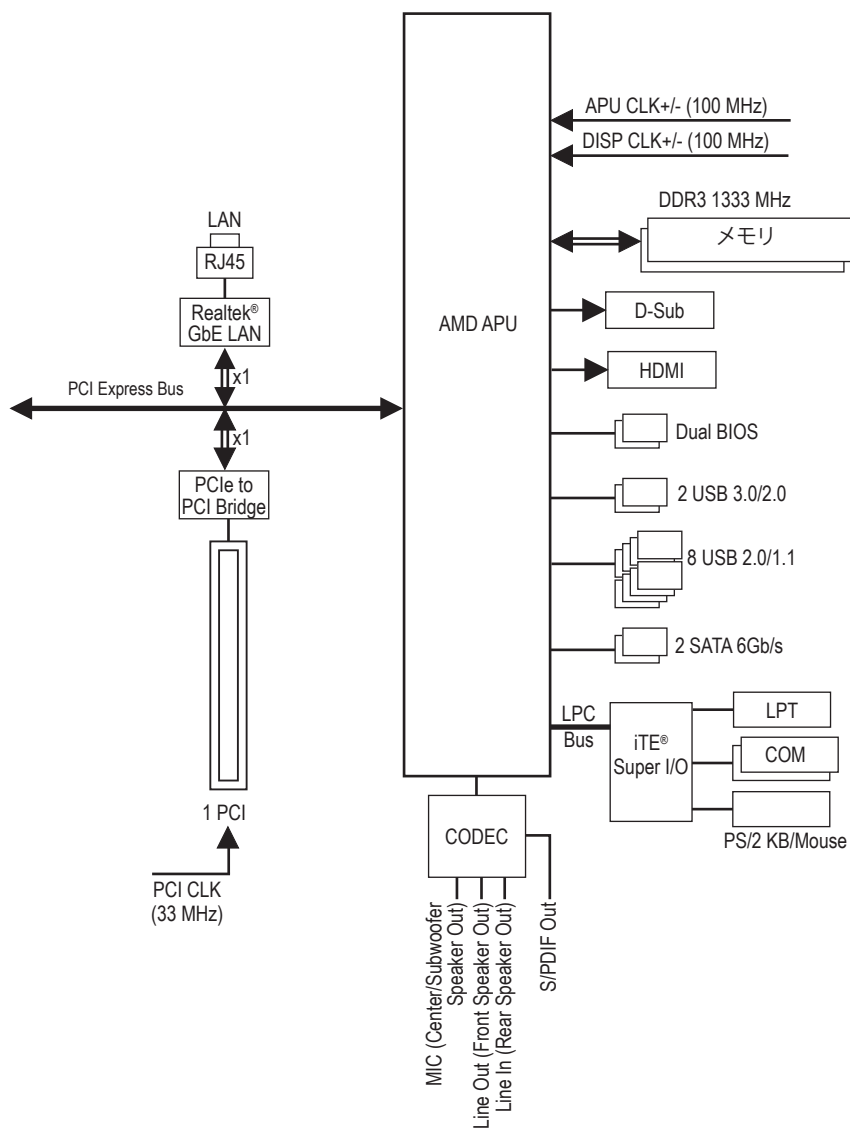 APU CLK+/- (100 MHz)
DISP CLK+/- (100 MHz)
DDR3 1333 MHz
メモリ
LAN
RJ45
Realtek®
GbE LAN
x1
PCI Express Bus
x1
PCIe to
PCI Bridge
1 PCI
PCI CLK
(33 MHz)
AMD APU
D-Sub
HDMI
Dual BIOS
2 USB 3.0/2.0
8 USB 2.0/1.1
2 SATA 6Gb/s
LPC
Bus
iTE®
Super I/O
LPT
COM
PS/2 KB/Mouse
CODEC
MIC (Center/Subwoofer
Speaker Out)
Line Out (Front Speaker Out)
Line In (Rear Speaker Out)
S/PDIF Out